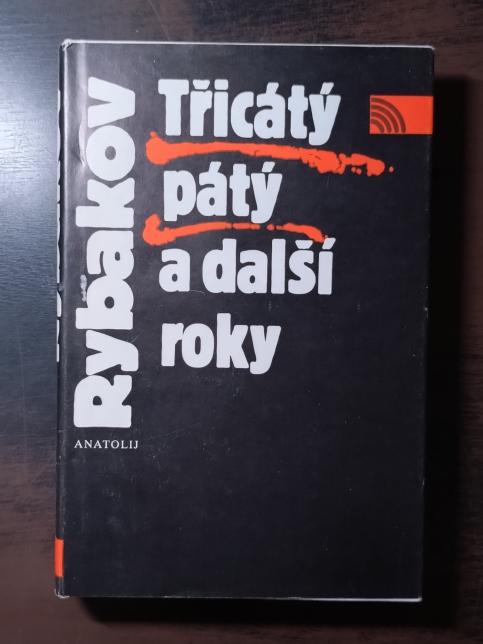 Anatolij
Rybakov
Třicátý
pátý
a další
roky